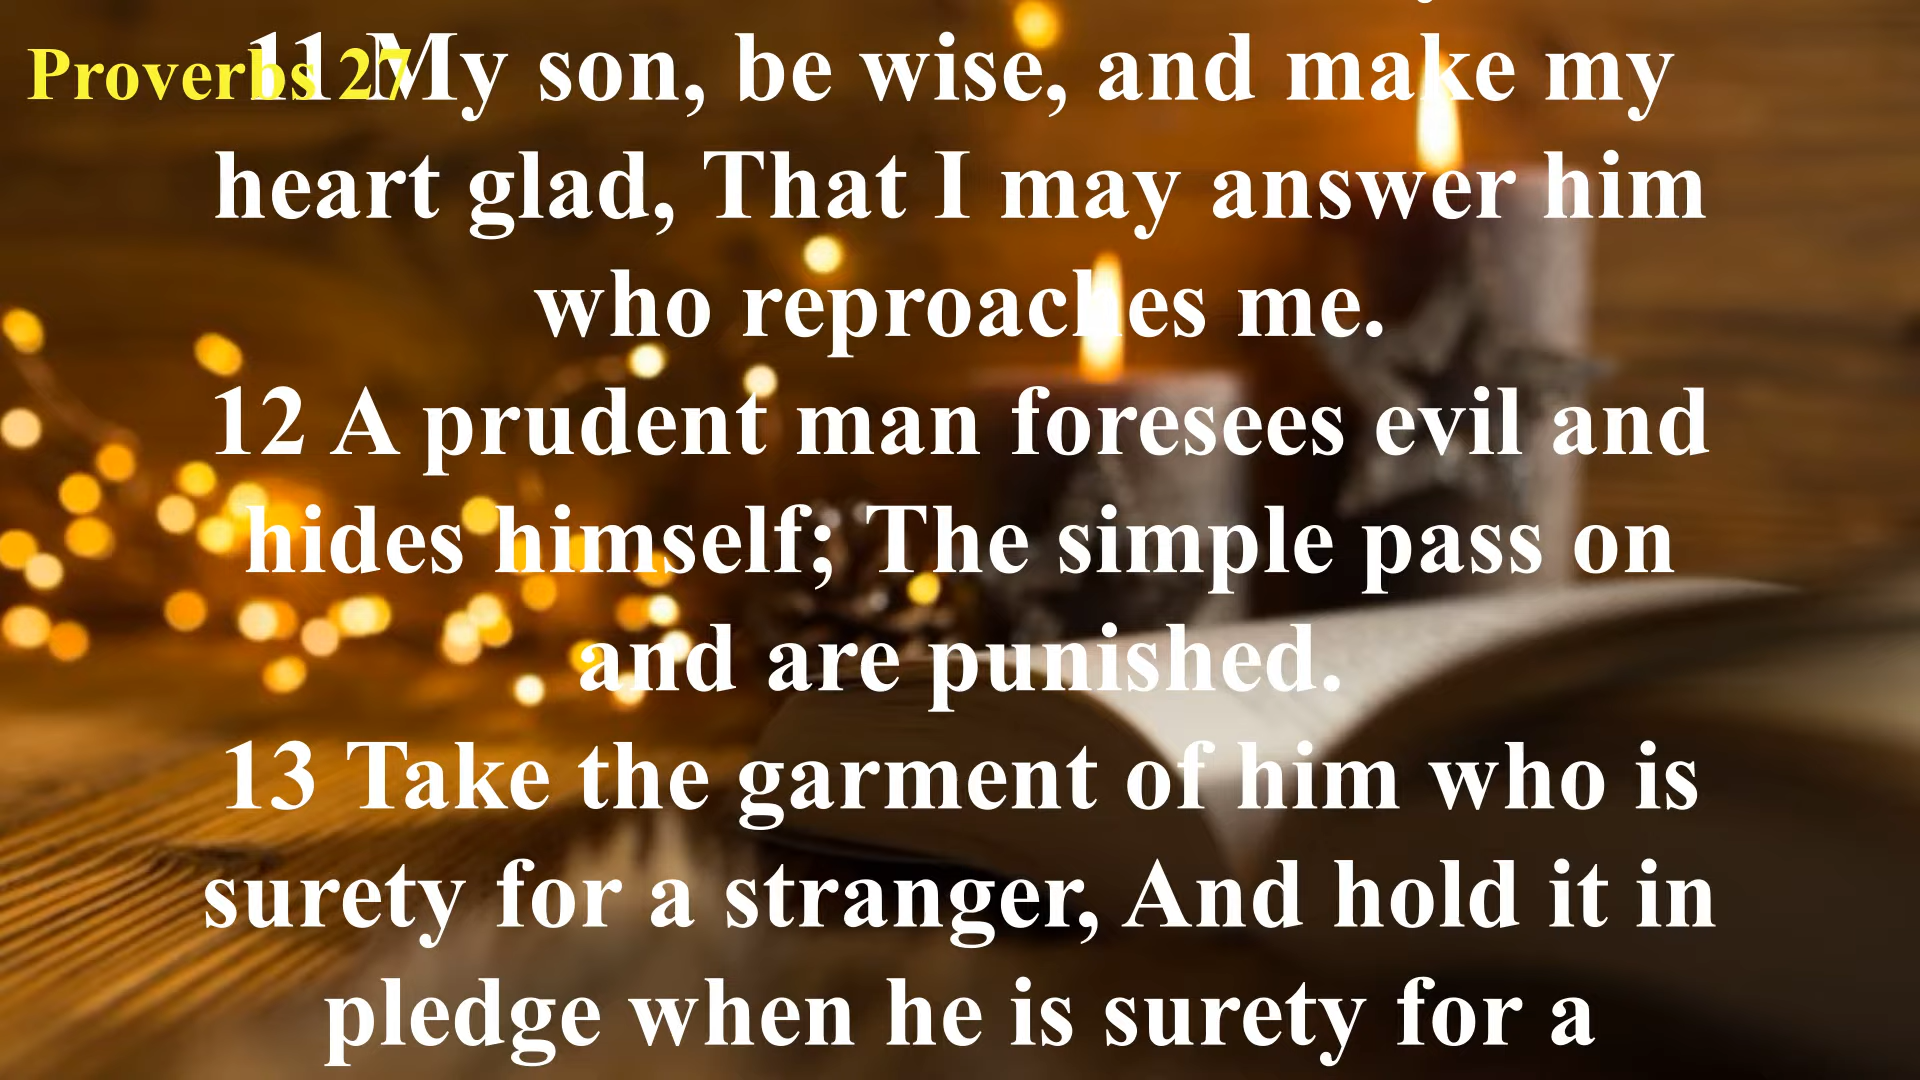 Proverbs 27
11 My son, be wise, and make my
heart glad, That I may answer him
who reproaches me.
12 A prudent man foresees evil and
hides himself; The simple pass on
and are punished.
13 Take the garment of him who is
surety for a stranger, And hold it in
pledge when he is surety for a